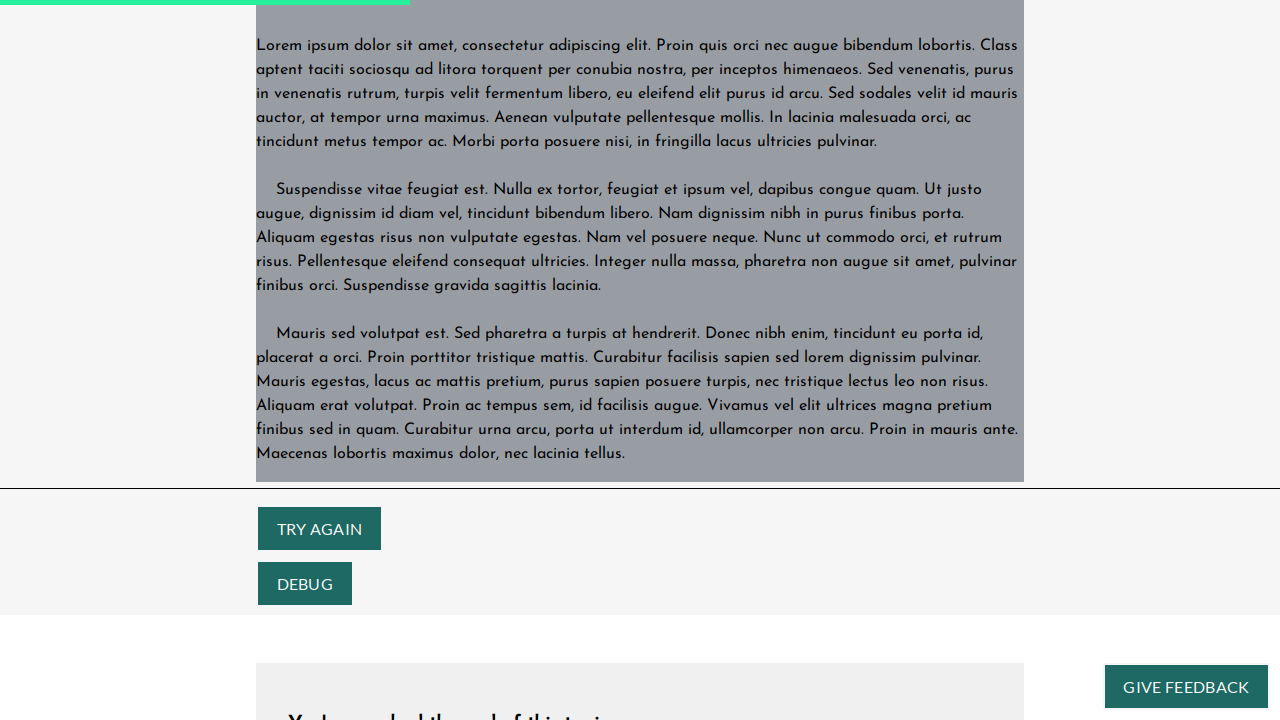 Lorem ipsum dolor sit amet, consectetur adipiscing elit. Proin quis orci nec augue bibendum lobortis. Class
aptent taciti sociosqu ad litora torquent per conubia nostra, per inceptos himenaeos. Sed venenatis, purus
in venenatis rutrum, turpis velit fermentum libero, eu eleifend elit purus id arcu. Sed sodales velit id mauris
auctor, at tempor urna maximus. Aenean vulputate pellentesque mollis. In lacinia malesuada orci, ac
tincidunt metus tempor ac. Morbi porta posuere nisi, in fringilla lacus ultricies pulvinar.
Suspendisse vitae feugiat est. Nulla ex tortor, feugiat et ipsum vel, dapibus congue quam. Ut justo
augue, dignissim id diam vel, tincidunt bibendum libero. Nam dignissim nibh in purus finibus porta.
Aliquam egestas risus non vulputate egestas. Nam vel posuere neque. Nunc ut commodo orci, et rutrum
risus. Pellentesque eleifend consequat ultricies. Integer nulla massa, pharetra non augue sit amet, pulvinar
finibus orci. Suspendisse gravida sagittis lacinia.
Mauris sed volutpat est. Sed pharetra a turpis at hendrerit. Donec nibh enim, tincidunt eu porta id,
placerat a orci. Proin porttitor tristique mattis. Curabitur facilisis sapien sed lorem dignissim pulvinar.
Mauris egestas, lacus ac mattis pretium, purus sapien posuere turpis, nec tristique lectus leo non risus.
Aliquam erat volutpat. Proin ac tempus sem, id facilisis augue. Vivamus vel elit ultrices magna pretium
finibus sed in quam. Curabitur urna arcu, porta ut interdum id, ullamcorper non arcu. Proin in mauris ante.
Maecenas lobortis maximus dolor, nec lacinia tellus.
TRY AGAIN
DEBUG
GIVE FEEDBACK